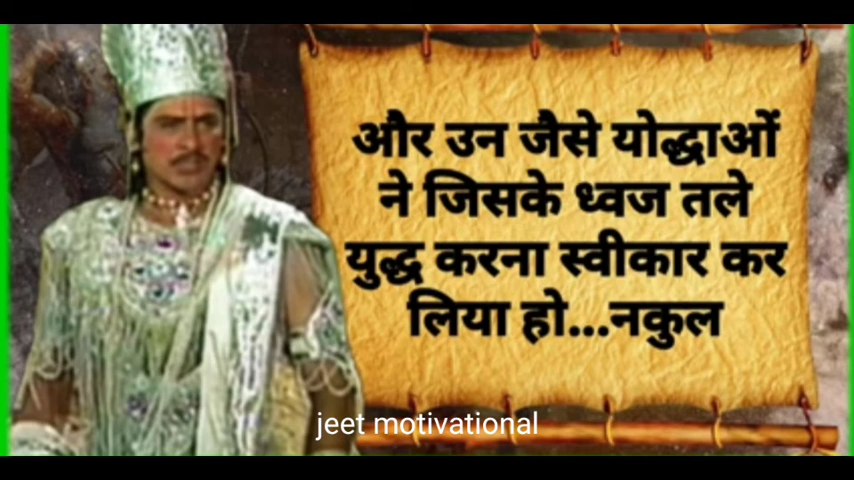 और उन जैसे योद्धाओं
ने जिसके ध्वज तले
युद्ध करना स्वीकार कर
लिया हो...नकुल
jeet motivational